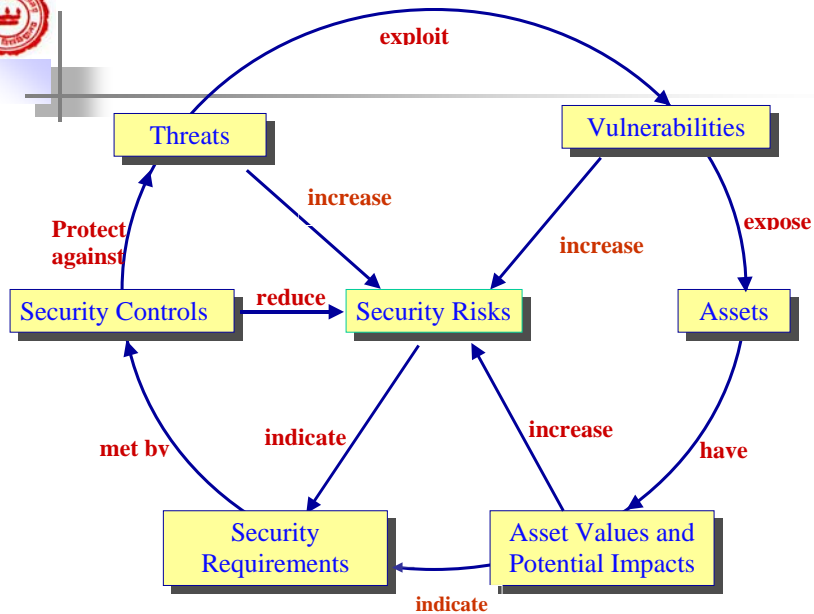 exploit
Threats
Vulnerabilities
increase
Protect
against
increase
expose
Security Controls
reduce
Security Risks
Assets
met by
indicate
increase
have
Security
Requirements
Asset Values and
Potential Impacts
indicate